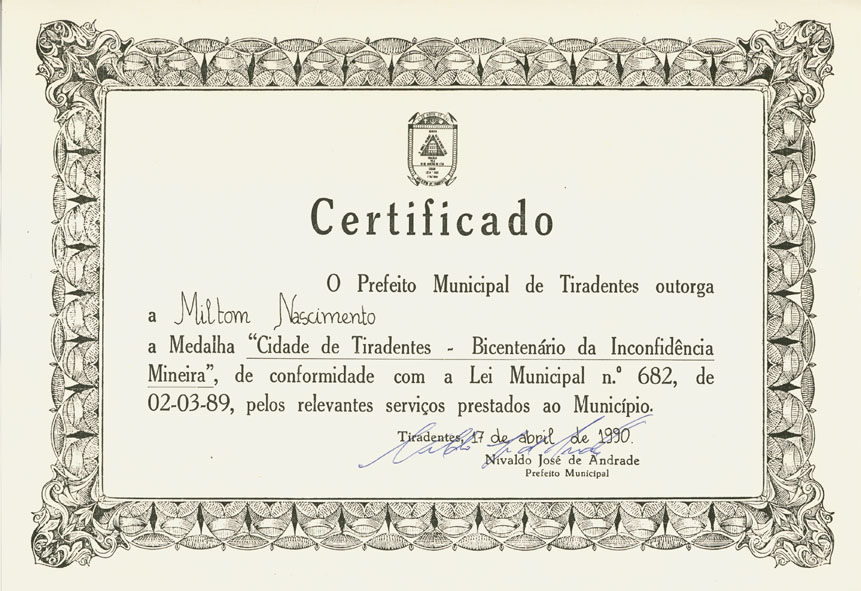 Certificado
O Prefeito Municipal de Tiradentes outorga
a Miltom Nascimento
a Medalha "Cidade de Tiradentes - Bicentenário da Inconfidência
Mineira", de conformidade com a Lei Municipal n.º 682, de
02-03-89, pelos relevantes serviços prestados ao Município.
Tiradentes, 17 de abril de 1990.
Nivaldo José de Andrade
Prefeito Municipal